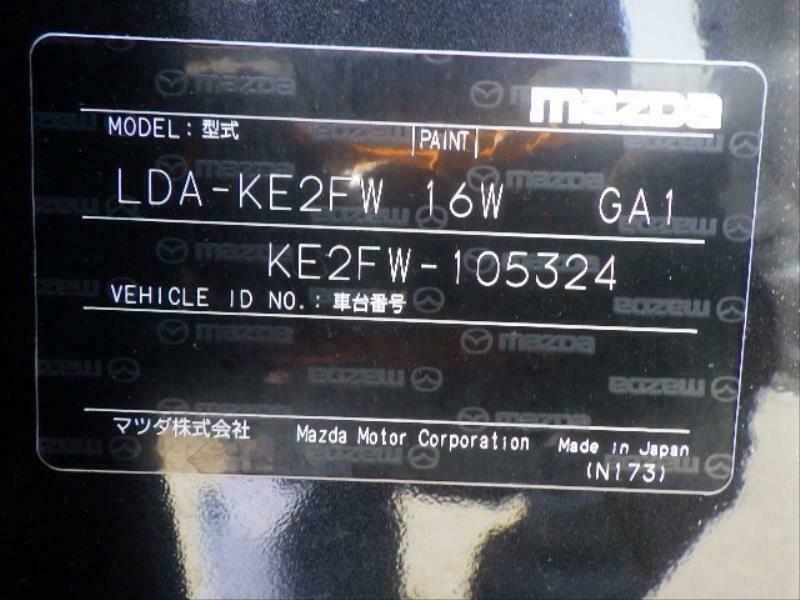 mazda
MODEL：型式 PAINT
LDA-KE2FW 16W GA1
KE2FW-105324
VEHICLE ID NO.：車台番号
マツダ株式会社 Mazda Motor Corporation Made in Japan
(N173)